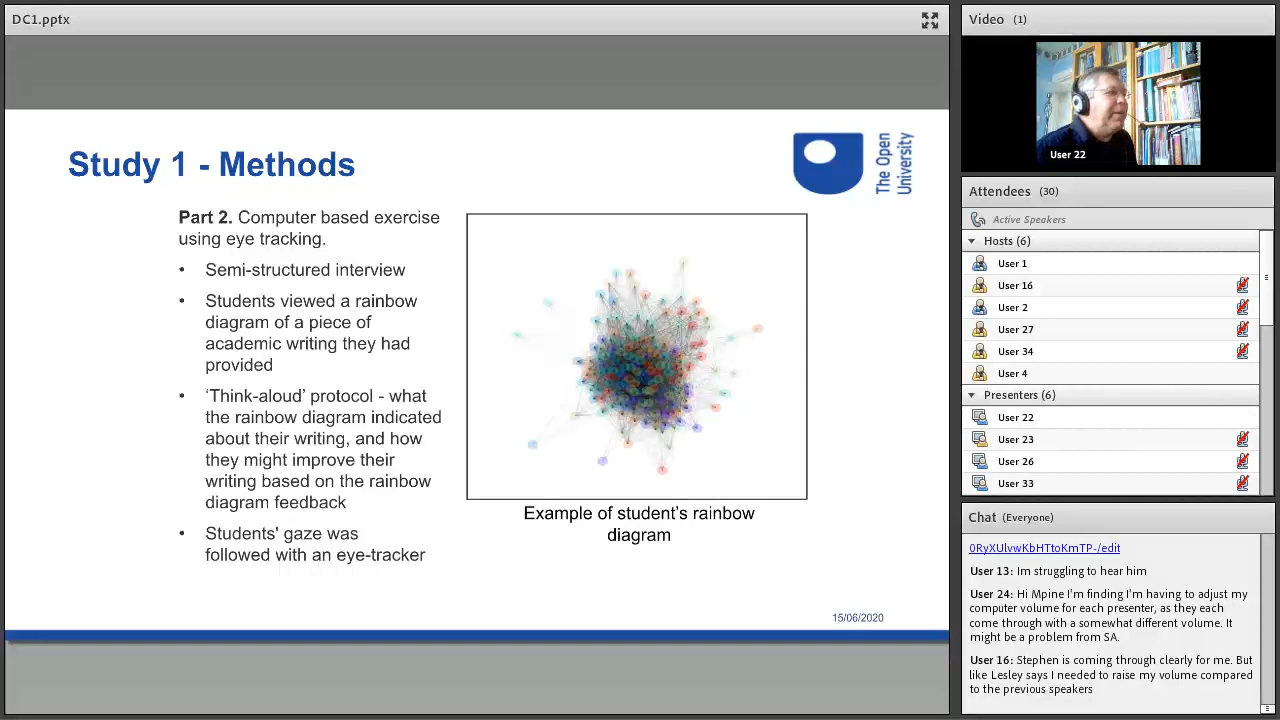 DC1.pptx
Study 1 - Methods
The Open
University
Part 2. Computer based exercise
using eye tracking.
• Semi-structured interview
• Students viewed a rainbow
diagram of a piece of
academic writing they had
provided
• ‘Think-aloud’ protocol - what
the rainbow diagram indicated
about their writing, and how
they might improve their
writing based on the rainbow
diagram feedback
• Students' gaze was
followed with an eye-tracker
Example of student’s rainbow
diagram
15/06/2020
Video (1)
User 22
Attendees (30)
Active Speakers
Hosts (6)
User 1
User 16
User 2
User 27
User 34
User 4
Presenters (6)
User 22
User 23
User 26
User 33
Chat (Everyone)
0RyXUlvwKbHTtoKmTP-/edit
User 13: Im struggling to hear him
User 24: Hi Mpine I'm finding I'm having to adjust my
computer volume for each presenter, as they each
come through with a somewhat different volume. It
might be a problem from SA.
User 16: Stephen is coming through clearly for me. But
like Lesley says I needed to raise my volume compared
to the previous speakers